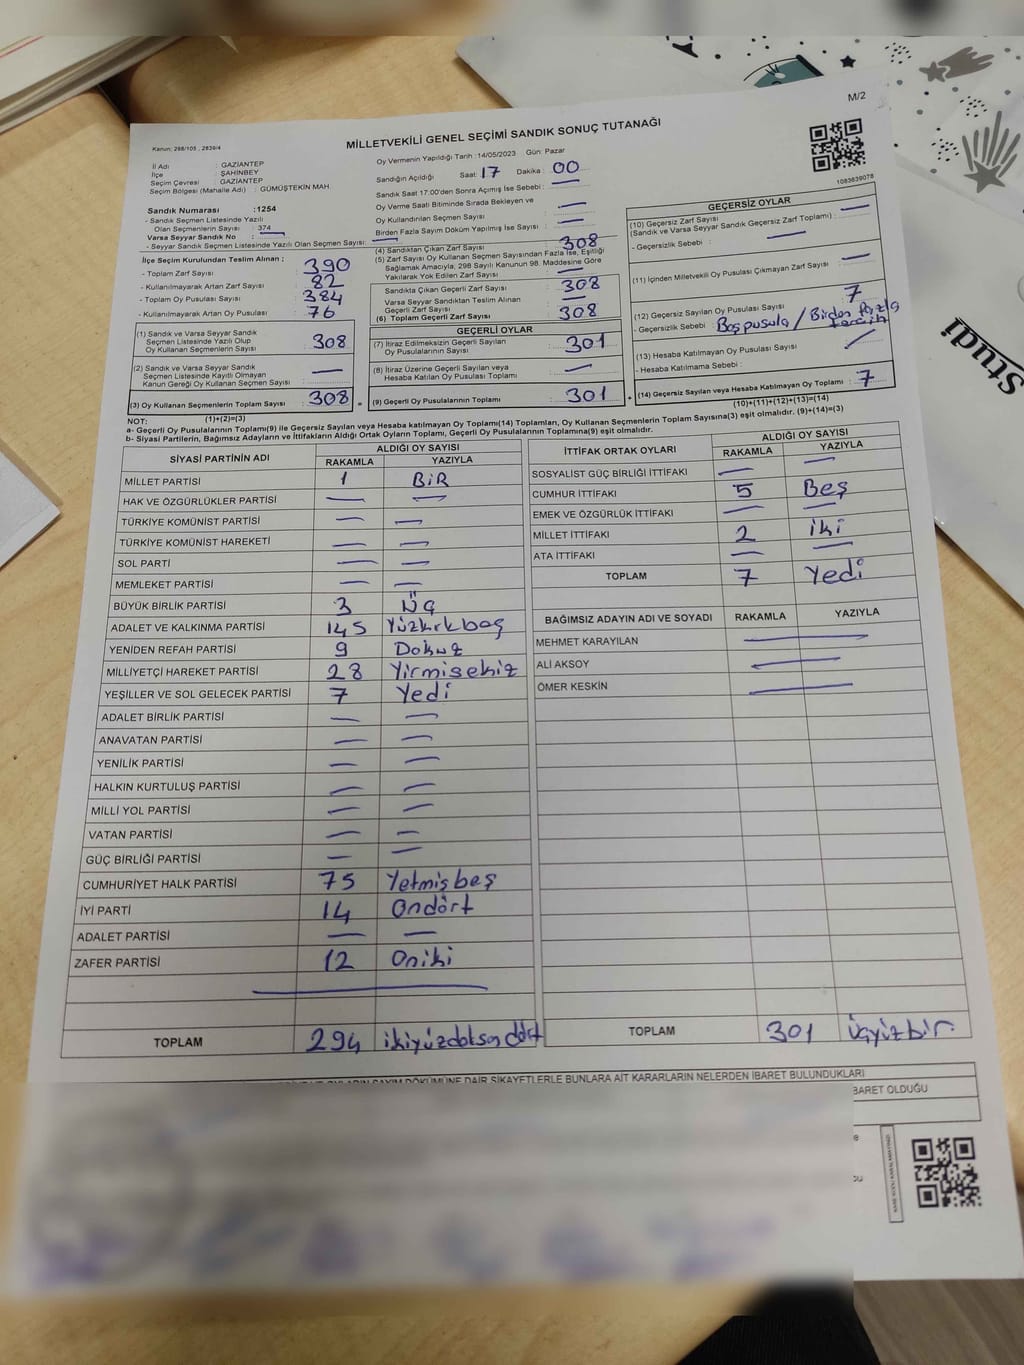 M/2
MİLLETVEKİLİ GENEL SEÇİMİ SANDIK SONUÇ TUTANAĞI
Kanun: 298/105 , 2839/4
1083639078
İl Adı : GAZİANTEP
İlçe : ŞAHİNBEY
Seçim Çevresi : GAZİANTEP
Seçim Bölgesi (Mahalle Adı) : GÜMÜŞTEKİN MAH.
Sandık Numarası :1254
- Sandık Seçmen Listesinde Yazılı
Olan Seçmenlerin Sayısı : 374
Varsa Seyyar Sandık No : —
- Seyyar Sandık Seçmen Listesinde Yazılı Olan Seçmen Sayısı: —
İlçe Seçim Kurulundan Teslim Alınan ;
- Toplam Zarf Sayısı : 390
- Kullanılmayarak Artan Zarf Sayısı : 82
- Toplam Oy Pusulası Sayısı : 384
- Kullanılmayarak Artan Oy Pusulası : 76
(1) Sandık ve Varsa Seyyar Sandık
Seçmen Listesinde Yazılı Olup
Oy Kullanan Seçmenlerin Sayısı : 308
(2) Sandık ve Varsa Seyyar Sandık
Seçmen Listesinde Kayıtlı Olmayan
Kanun Gereği Oy Kullanan Seçmen Sayısı : —
(3) Oy Kullanan Seçmenlerin Toplam Sayısı : 308
(1)+(2)=(3)
Oy Vermenin Yapıldığı Tarih :14/05/2023 Gün: Pazar
Sandığın Açıldığı Saat: 17 Dakika : 00
Sandık Saat 17:00'den Sonra Açımış İse Sebebi : —
Oy Verme Saati Bitiminde Sırada Bekleyen ve
Oy Kullandırılan Seçmen Sayısı : —
Birden Fazla Sayım Döküm Yapılmış İse Sayısı : —
(4) Sandıktan Çıkan Zarf Sayısı : 308
(5) Zarf Sayısı Oy Kullanan Seçmen Sayısından Fazla İse, Eşitliği
Sağlamak Amacıyla, 298 Sayılı Kanunun 98. Maddesine Göre
Yakılarak Yok Edilen Zarf Sayısı : —
Sandıkta Çıkan Geçerli Zarf Sayısı : 308
Varsa Seyyar Sandıktan Teslim Alınan
Geçerli Zarf Sayısı : —
(6) Toplam Geçerli Zarf Sayısı : 308
GEÇERLİ OYLAR
(7) İtiraz Edilmeksizin Geçerli Sayılan
Oy Pusulalarının Sayısı : 301
(8) İtiraz Üzerine Geçerli Sayılan veya
Hesaba Katılan Oy Pusulası Toplamı : —
(9) Geçerli Oy Pusulalarının Toplamı : 301
GEÇERSİZ OYLAR
(10) Geçersiz Zarf Sayısı : —
(Sandık ve Varsa Seyyar Sandık Geçersiz Zarf Toplamı) :
- Geçersizlik Sebebi : —
(11) İçinden Milletvekili Oy Pusulası Çıkmayan Zarf Sayısı : —
(12) Geçersiz Sayılan Oy Pusulası Sayısı : 7
- Geçersizlik Sebebi : Boş pusula / Birden Fazla tercih
(13) Hesaba Katılmayan Oy Pusulası Sayısı
- Hesaba Katılmama Sebebi :
(14) Geçersiz Sayılan veya Hesaba Katılmayan Oy Toplamı : 7
(10)+(11)+(12)+(13)=(14)
NOT:
a- Geçerli Oy Pusulalarının Toplamı(9) ile Geçersiz Sayılan veya Hesaba katılmayan Oy Toplamı(14) Toplamları, Oy Kullanan Seçmenlerin Toplam Sayısına(3) eşit olmalıdır. (9)+(14)=(3)
b- Siyasi Partilerin, Bağımsız Adayların ve İttifakların Aldığı Ortak Oyların Toplamı, Geçerli Oy Pusulalarının Toplamına(9) eşit olmalıdır.
SİYASİ PARTİNİN ADI ALDIĞI OY SAYISI
RAKAMLA YAZIYLA
MİLLET PARTİSİ 1 BİR
HAK VE ÖZGÜRLÜKLER PARTİSİ — —
TÜRKİYE KOMÜNİST PARTİSİ — —
TÜRKİYE KOMÜNİST HAREKETİ — —
SOL PARTİ — —
MEMLEKET PARTİSİ — —
BÜYÜK BİRLİK PARTİSİ 3 Üç
ADALET VE KALKINMA PARTİSİ 145 Yüzkırkbeş
YENİDEN REFAH PARTİSİ 9 Dokuz
MİLLİYETÇİ HAREKET PARTİSİ 28 Yirmisekiz
YEŞİLLER VE SOL GELECEK PARTİSİ 7 Yedi
ADALET BİRLİK PARTİSİ — —
ANAVATAN PARTİSİ — —
YENİLİK PARTİSİ — —
HALKIN KURTULUŞ PARTİSİ — —
MİLLİ YOL PARTİSİ — —
VATAN PARTİSİ — —
GÜÇ BİRLİĞİ PARTİSİ — —
CUMHURİYET HALK PARTİSİ 75 Yetmişbeş
İYİ PARTİ 14 Ondört
ADALET PARTİSİ — —
ZAFER PARTİSİ 12 Oniki
TOPLAM 294 ikiyüzdoksandört
İTTİFAK ORTAK OYLARI ALDIĞI OY SAYISI
RAKAMLA YAZIYLA
SOSYALİST GÜÇ BİRLİĞİ İTTİFAKI — —
CUMHUR İTTİFAKI 5 Beş
EMEK VE ÖZGÜRLÜK İTTİFAKI — —
MİLLET İTTİFAKI 2 iki
ATA İTTİFAKI — —
TOPLAM 7 Yedi
BAĞIMSIZ ADAYIN ADI VE SOYADI RAKAMLA YAZIYLA
MEHMET KARAYILAN
ALİ AKSOY
ÖMER KESKİN
TOPLAM 301 üçyüzbir
SAYIM DÖKÜMÜNE DAİR ŞİKAYETLERLE BUNLARA AİT KARARLARIN NELERDEN İBARET BULUNDUKLARI
BARET OLDUĞU
Studi